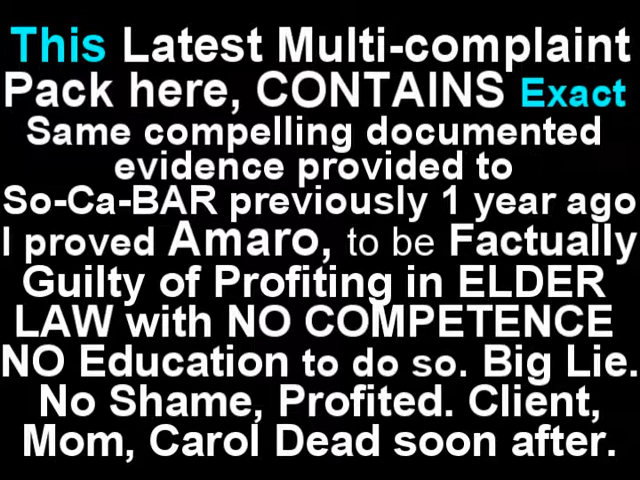 This Latest Multi-complaint
Pack here, CONTAINS Exact
Same compelling documented
evidence provided to
So-Ca-BAR previously 1 year ago
I proved Amaro, to be Factually
Guilty of Profiting in ELDER
LAW with NO COMPETENCE
NO Education to do so. Big Lie.
No Shame, Profited. Client,
Mom, Carol Dead soon after.